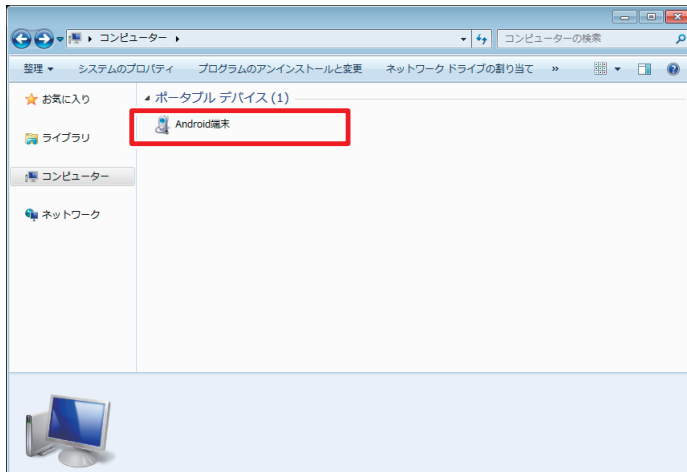 コンピューター
コンピューターの検索
整理 システムのプロパティ プログラムのアンインストールと変更 ネットワーク ドライブの割り当て »
お気に入り
ポータブル デバイス (1)
Android端末
ライブラリ
コンピューター
ネットワーク